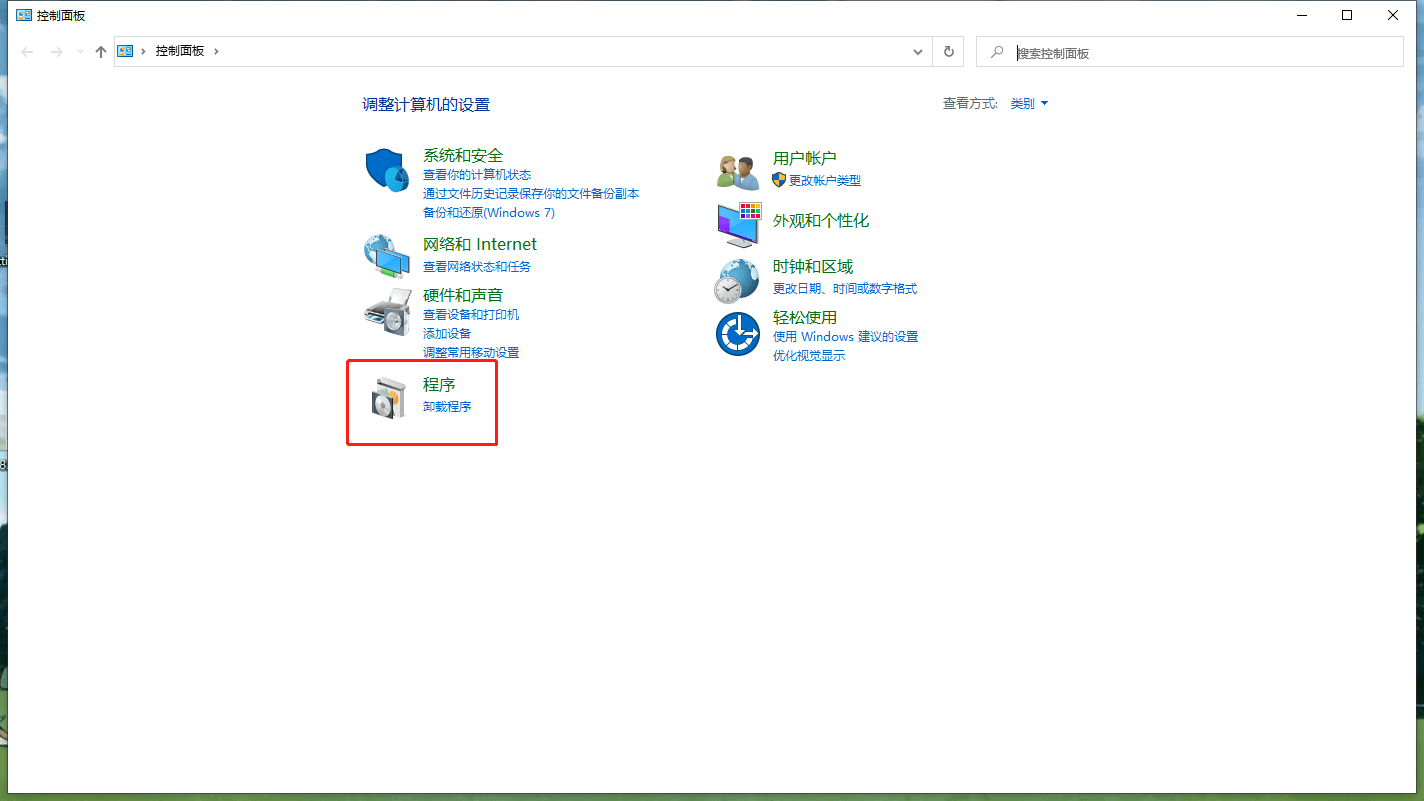 控制面板
控制面板
搜索控制面板
调整计算机的设置
查看方式: 类别
系统和安全
查看你的计算机状态
通过文件历史记录保存你的文件备份副本
备份和还原(Windows 7)
网络和 Internet
查看网络状态和任务
硬件和声音
查看设备和打印机
添加设备
调整常用移动设置
程序
卸载程序
用户帐户
更改帐户类型
外观和个性化
时钟和区域
更改日期、时间或数字格式
轻松使用
使用 Windows 建议的设置
优化视觉显示